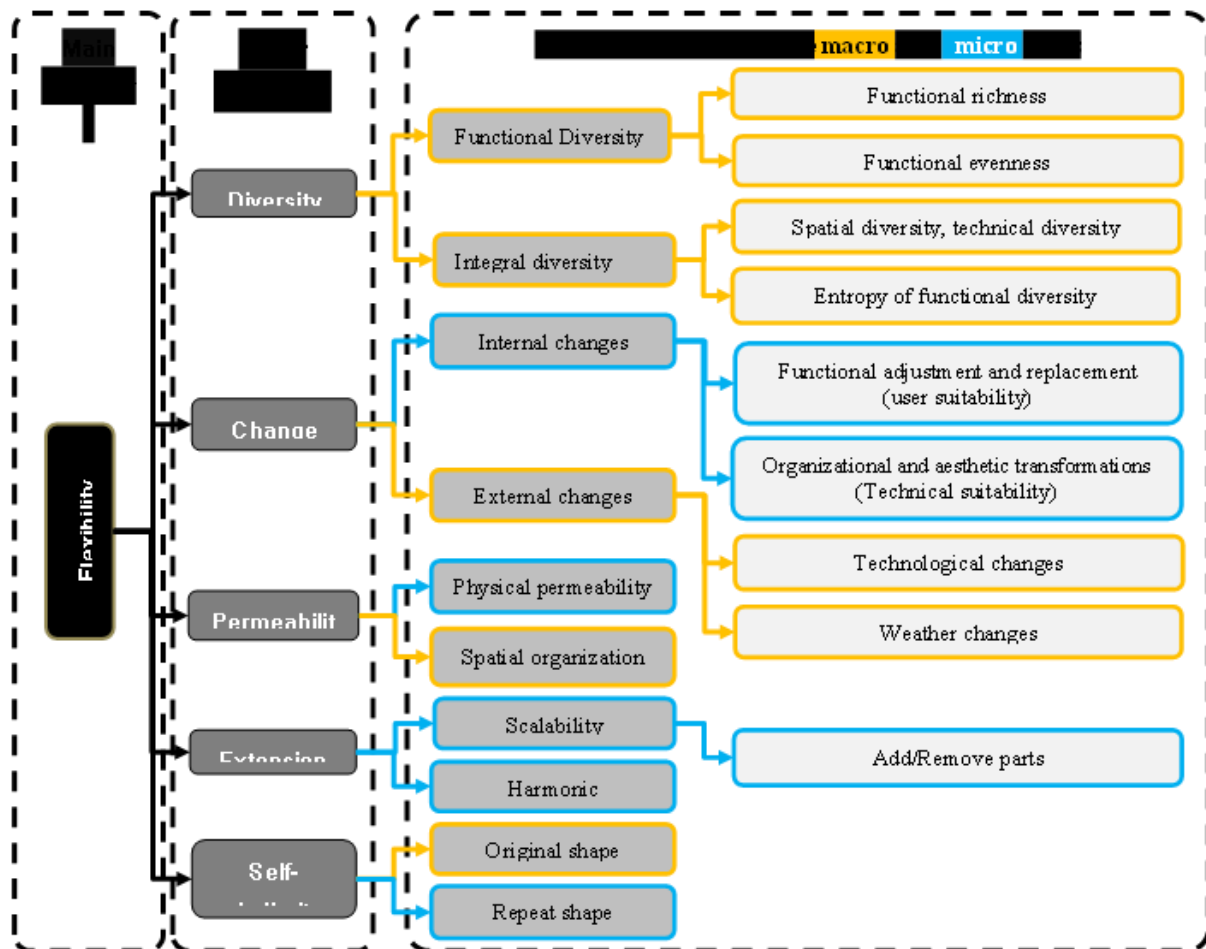 Main
macro
micro
Functional richness
Functional Diversity
Functional evenness
Diversity
Spatial diversity, technical diversity
Integral diversity
Entropy of functional diversity
Internal changes
Functional adjustment and replacement
(user suitability)
Change
Organizational and aesthetic transformations
(Technical suitability)
External changes
Flexibility
Technological changes
Physical permeability
Permeabilit
Weather changes
Spatial organization
Scalability
Extension
Add/Remove parts
Harmonic
Original shape
Self-
Repeat shape